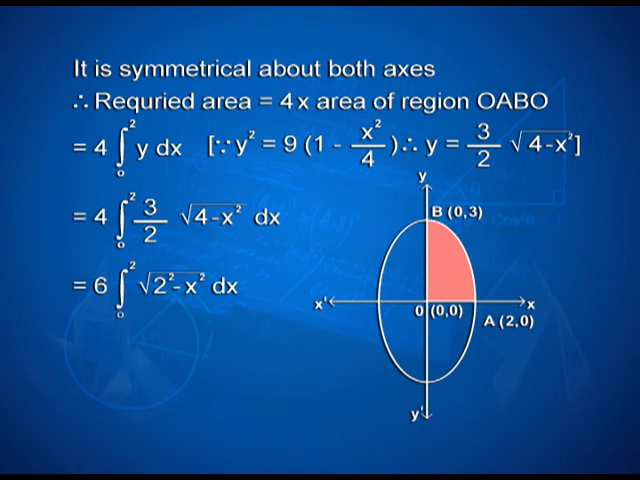 It is symmetrical about both axes
∴ Requried area = 4 x area of region OABO
= 4 ∫₀² y dx [∵ y² = 9 (1 - x²/4) ∴ y = 3/2 √4-x²]
= 4 ∫₀² 3/2 √4-x² dx
= 6 ∫₀² √2²-x² dx
y
B (0,3)
x' 0 (0,0) x
A (2,0)
y'